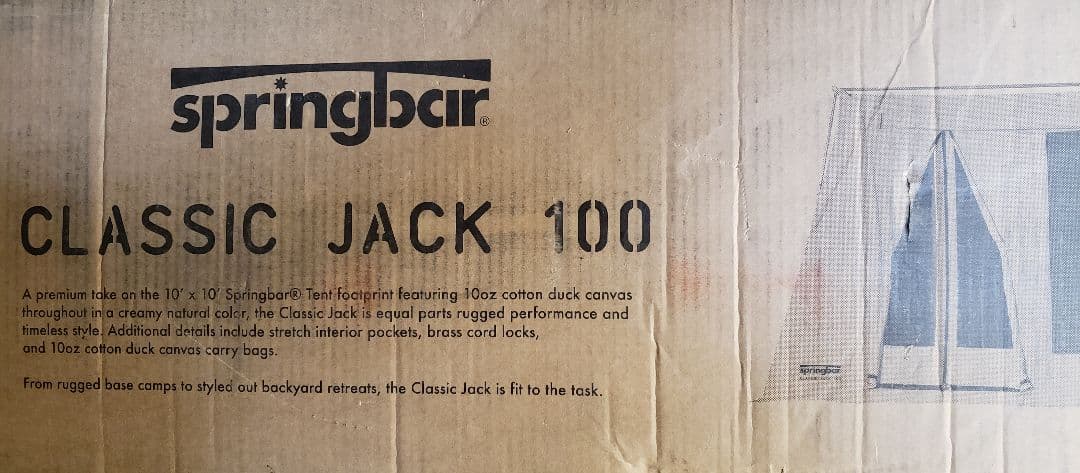 springbar®
CLASSIC JACK 100
A premium take on the 10' x 10' Springbar® Tent footprint featuring 10oz cotton duck canvas
throughout in a creamy natural color, the Classic Jack is equal parts rugged performance and
timeless style. Additional details include stretch interior pockets, brass cord locks,
and 10oz cotton duck canvas carry bags.
From rugged base camps to styled out backyard retreats, the Classic Jack is fit to the task.
springbar